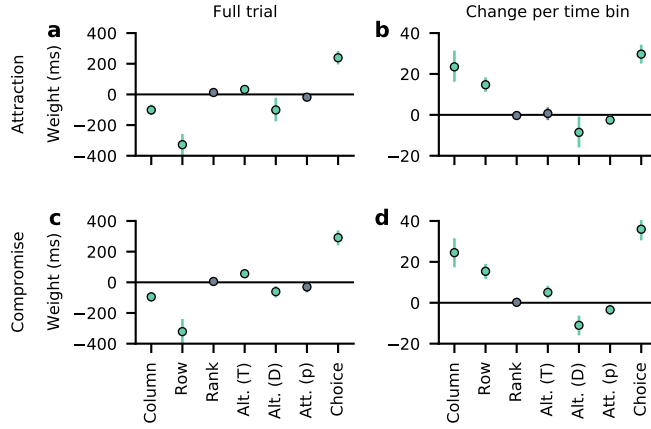 Full trial
Change per time bin
a
b
Attraction
Weight (ms)
400
200
0
−200
−400
40
20
0
−20
c
d
Compromise
Weight (ms)
400
200
0
−200
−400
40
20
0
−20
Column
Row
Rank
Alt. (T)
Alt. (D)
Att. (p)
Choice
Column
Row
Rank
Alt. (T)
Alt. (D)
Att. (p)
Choice